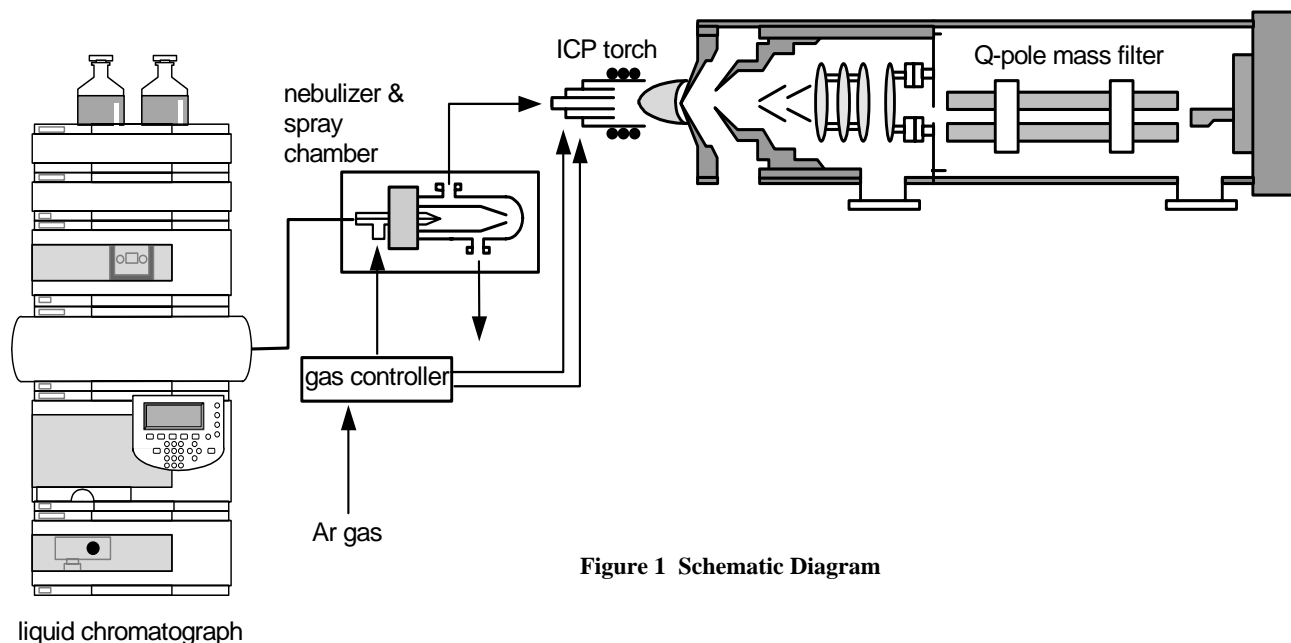 ICP torch
Q-pole mass filter
nebulizer &
spray
chamber
gas controller
Ar gas
Figure 1 Schematic Diagram
liquid chromatograph